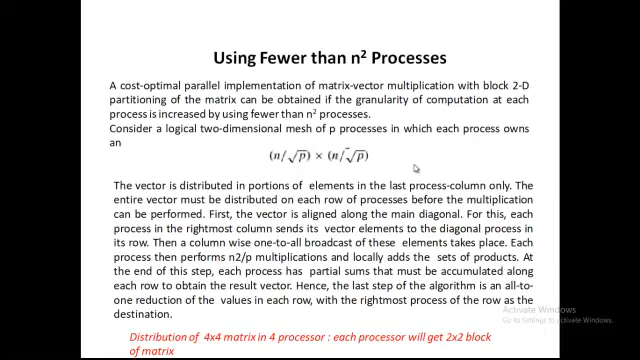 Using Fewer than n² Processes
A cost-optimal parallel implementation of matrix-vector multiplication with block 2-D
partitioning of the matrix can be obtained if the granularity of computation at each
process is increased by using fewer than n² processes.
Consider a logical two-dimensional mesh of p processes in which each process owns
an
(n/√p) × (n/√p)
The vector is distributed in portions of elements in the last process-column only. The
entire vector must be distributed on each row of processes before the multiplication
can be performed. First, the vector is aligned along the main diagonal. For this, each
process in the rightmost column sends its vector elements to the diagonal process in
its row. Then a column wise one-to-all broadcast of these elements takes place. Each
process then performs n2/p multiplications and locally adds the sets of products. At
the end of this step, each process has partial sums that must be accumulated along
each row to obtain the result vector. Hence, the last step of the algorithm is an all-to-
one reduction of the values in each row, with the rightmost process of the row as the
destination.
Activate Windows
Go to Settings to activate Windows.
Distribution of 4x4 matrix in 4 processor : each processor will get 2x2 block
of matrix